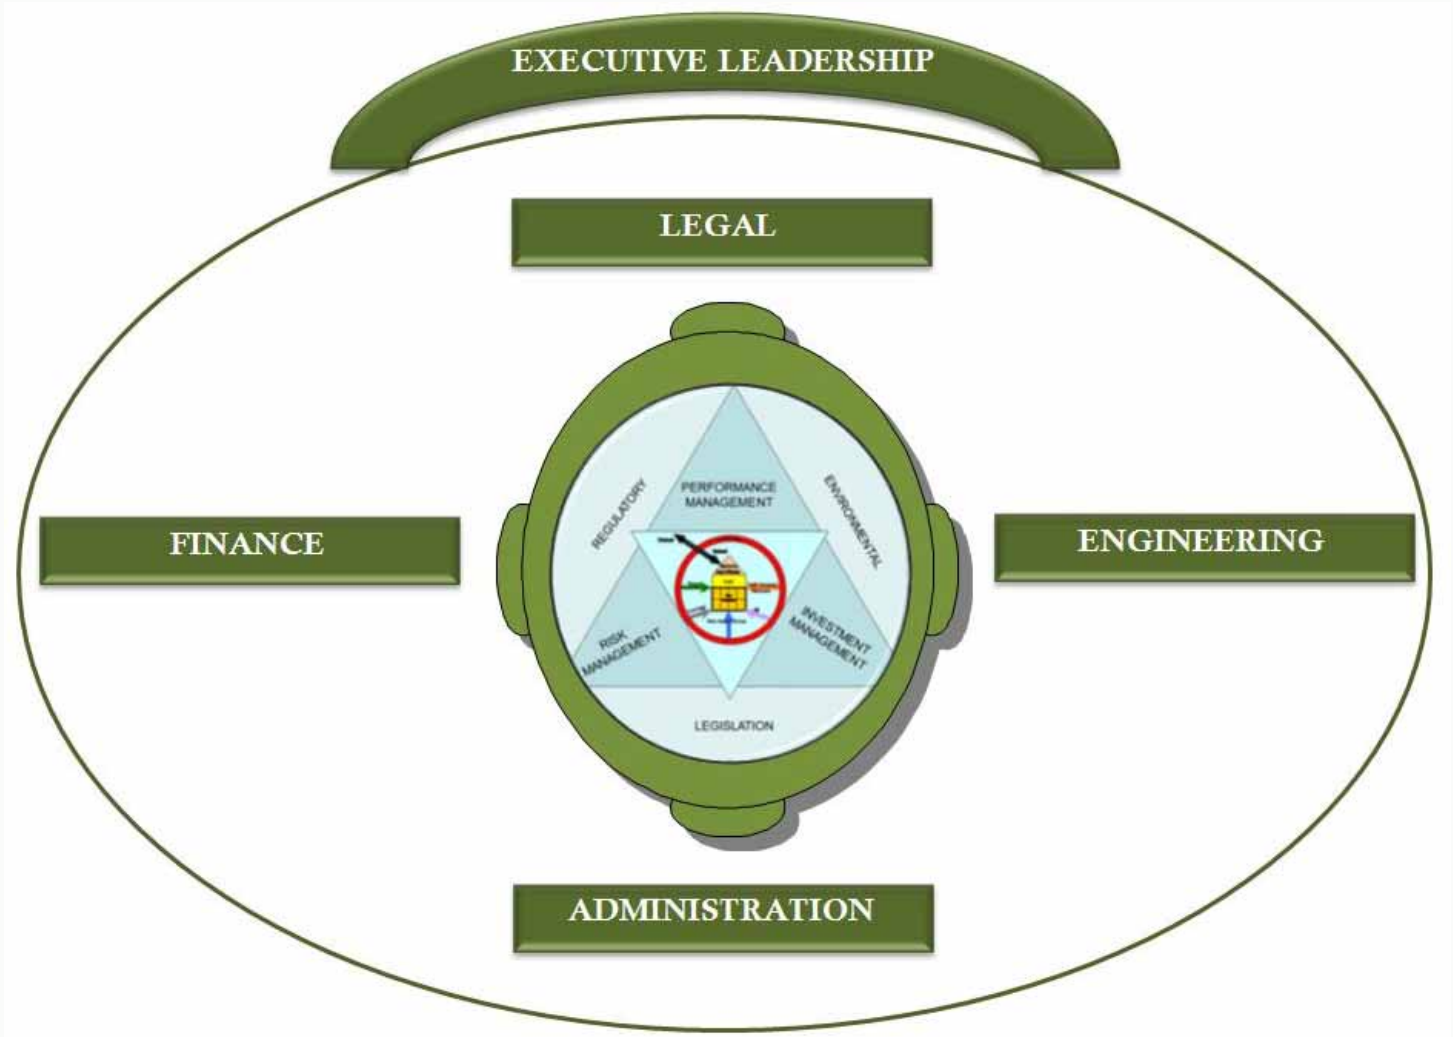 EXECUTIVE LEADERSHIP
LEGAL
FINANCE
ENGINEERING
REGULATORY
PERFORMANCE
MANAGEMENT
ENVIRONMENTAL
RISK
MANAGEMENT
INVESTMENT
MANAGEMENT
LEGISLATION
ADMINISTRATION